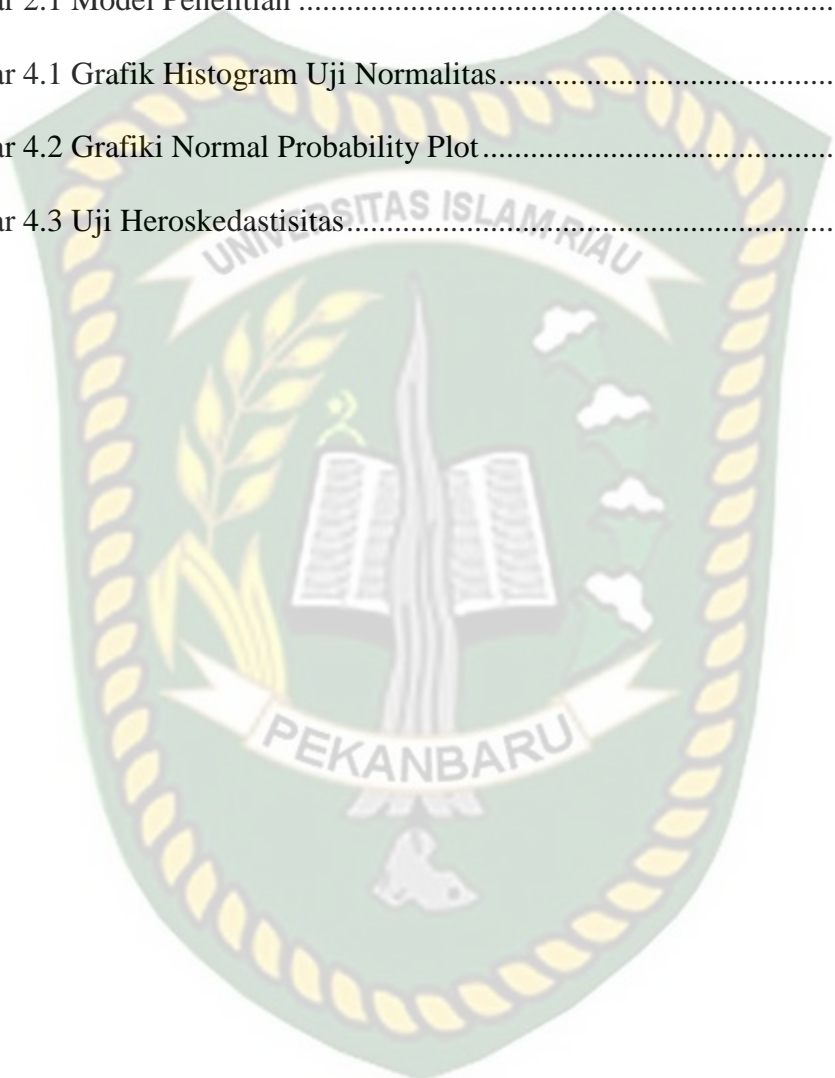 ar 2.1 Model Penelitian ........................................................................
ar 4.1 Grafik Histogram Uji Normalitas..........................................
ar 4.2 Grafiki Normal Probability Plot............................................
ar 4.3 Uji Heroskedastisitas.............................................................
UNIVERSITAS ISLAM RIAU
PEKANBARU